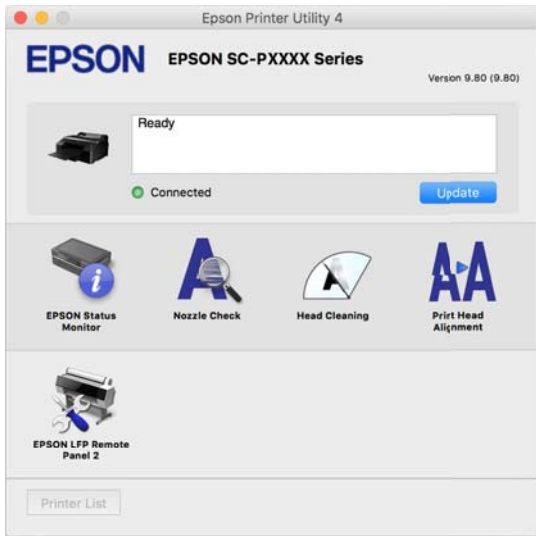 Epson Printer Utility 4
EPSON
EPSON SC-PXXXX Series
Version 9.80 (9.80)
Ready
Connected
Update
EPSON Status
Monitor
Nozzle Check
Head Cleaning
Print Head
Alignment
EPSON LFP Remote
Panel 2
Printer List